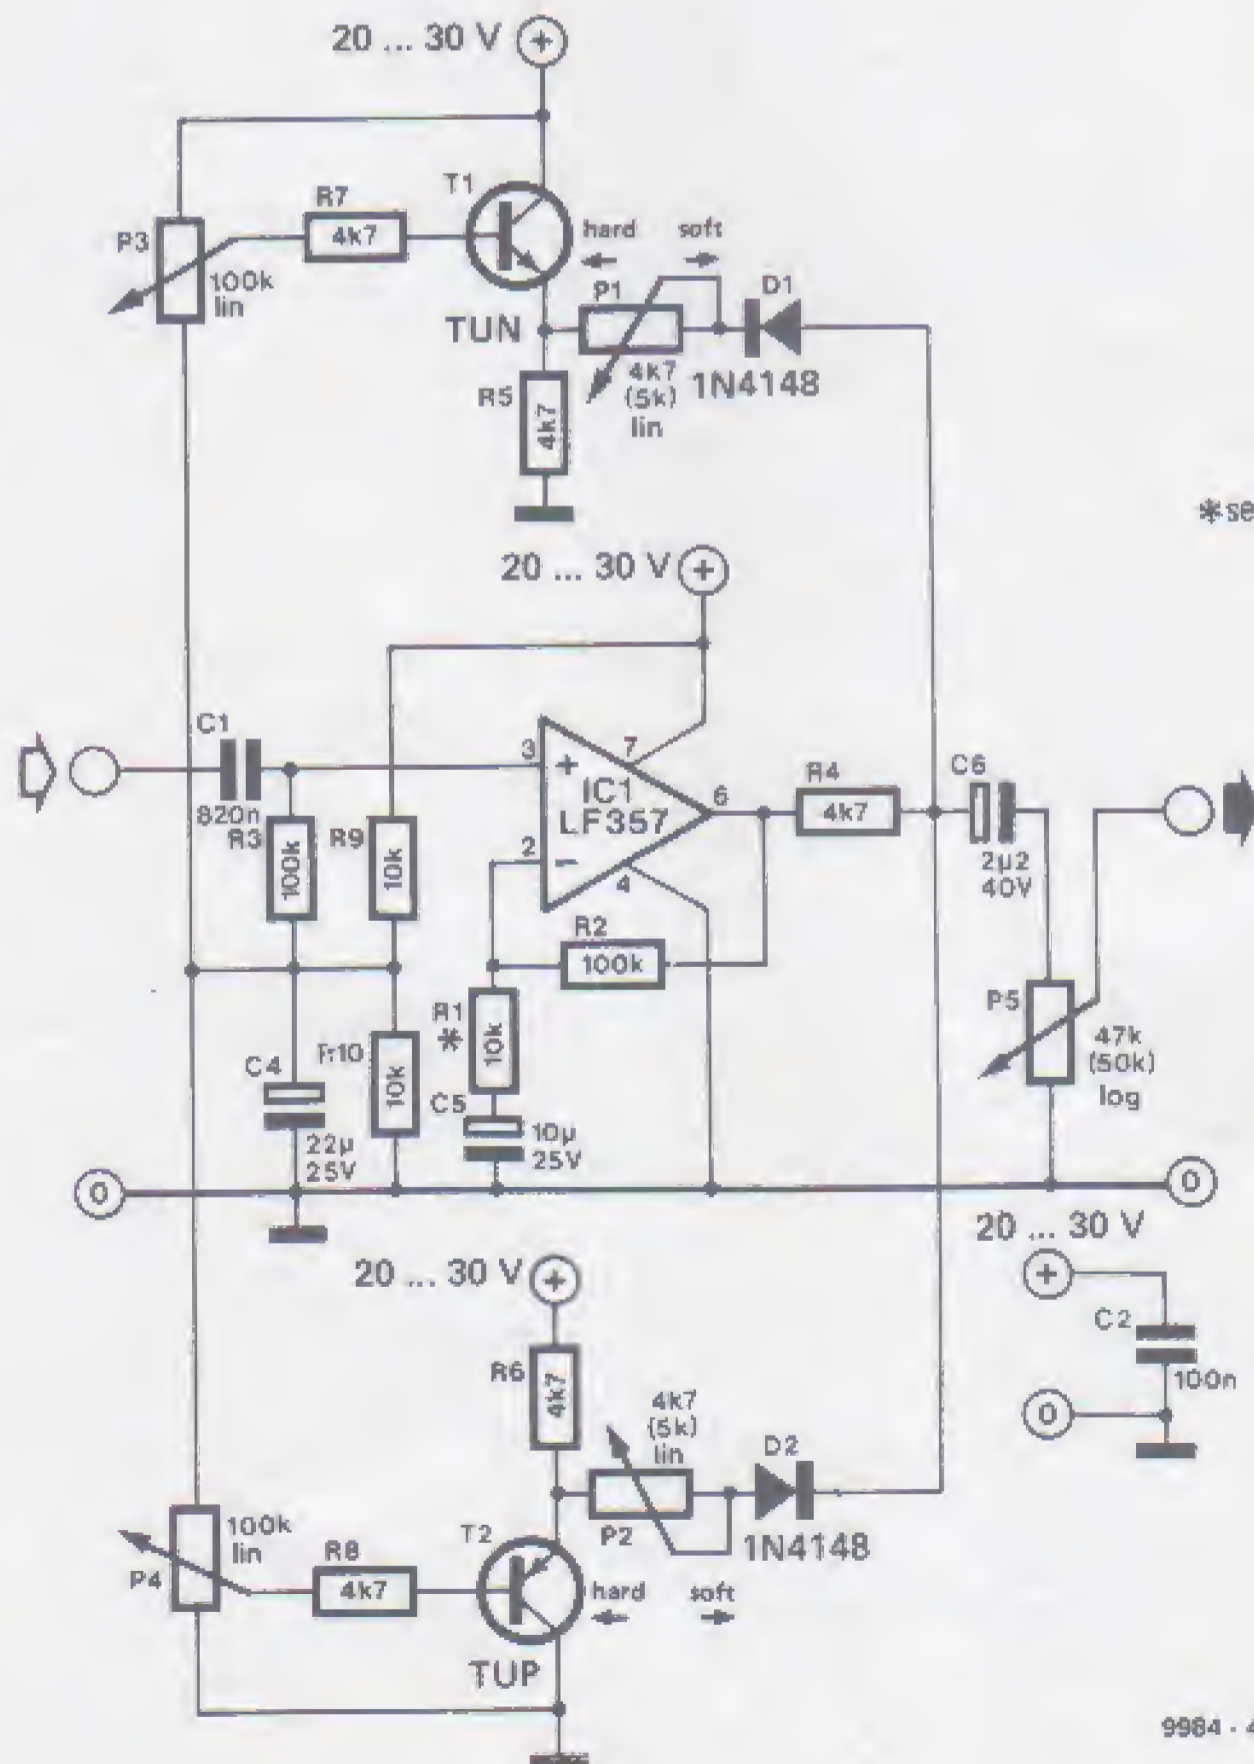 20 ... 30 V +
T1
R7
4k7
P3
100k
lin
hard soft
P1
D1
TUN
4k7
(5k)
lin
1N4148
R5
4k7
*se
20 ... 30 V +
C1
820n
R3
100k
R9
10k
3
+
7
IC1
LF357
6
2
−
4
R4
4k7
C6
2µ2
40V
R2
100k
R1
*
10k
P5
47k
(50k)
log
C4
22µ
25V
10k
C5
10µ
25V
0
0
20 ... 30 V
+
C2
100n
0
20 ... 30 V +
R6
4k7
4k7
(5k)
lin
D2
P2
1N4148
100k
lin
P4
R8
4k7
T2
hard soft
TUP
9984 - 4